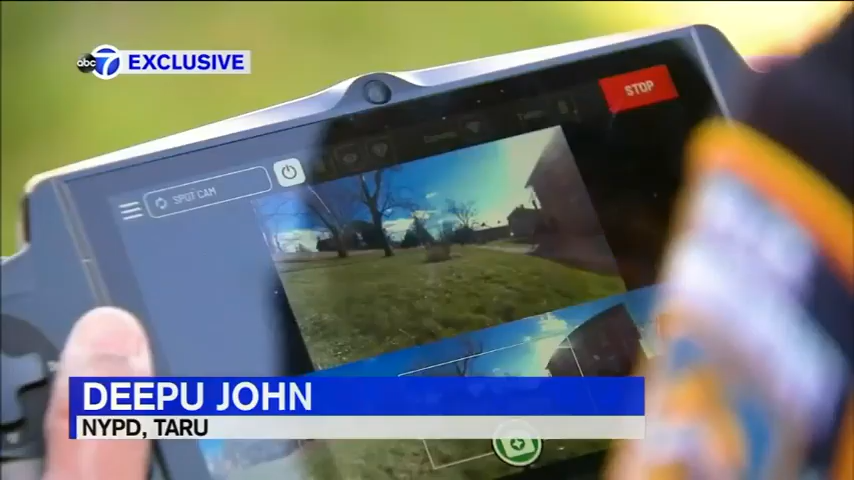 abc 7 EXCLUSIVE
STOP
SPOT CAM
DEEPU JOHN
NYPD, TARU